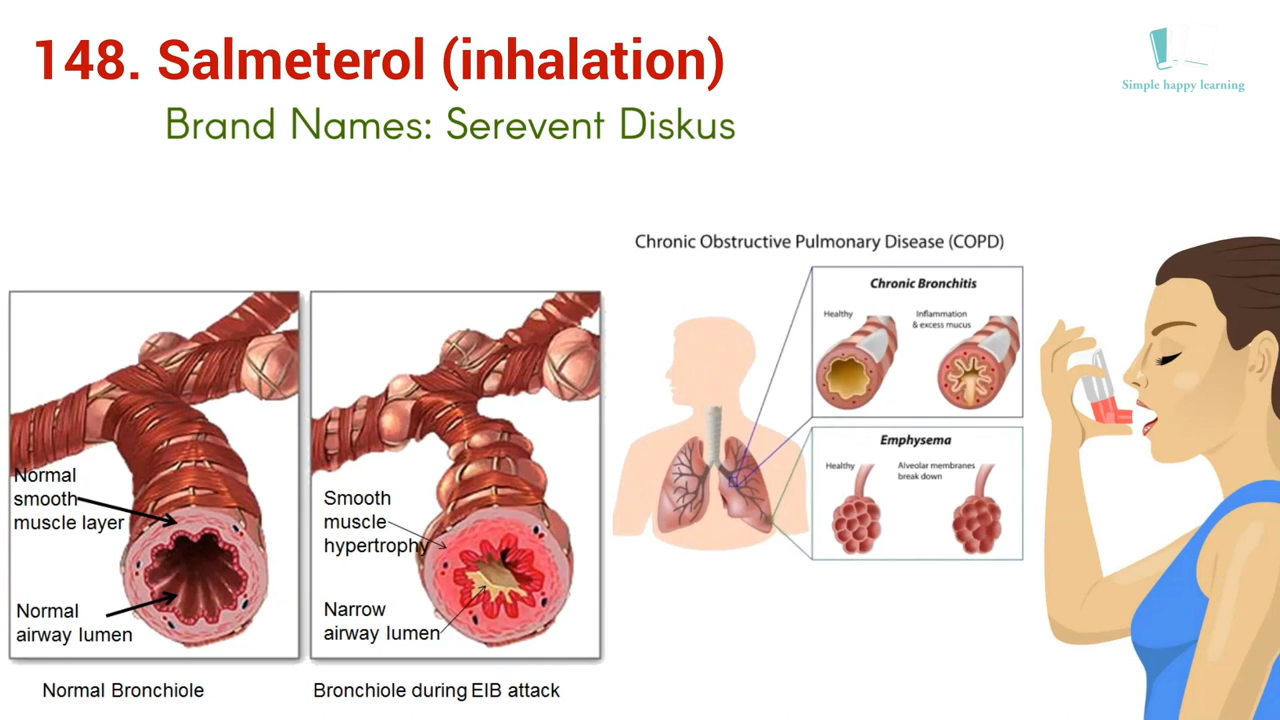 148. Salmeterol (inhalation)
Brand Names: Serevent Diskus
Simple happy learning
Normal
smooth
muscle layer
Normal
airway lumen
Normal Bronchiole
Smooth
muscle
hypertrophy
Narrow
airway lumen
Bronchiole during EIB attack
Chronic Obstructive Pulmonary Disease (COPD)
Chronic Bronchitis
Healthy
Inflammation
& excess mucus
Emphysema
Healthy
Alveolar membranes
break down